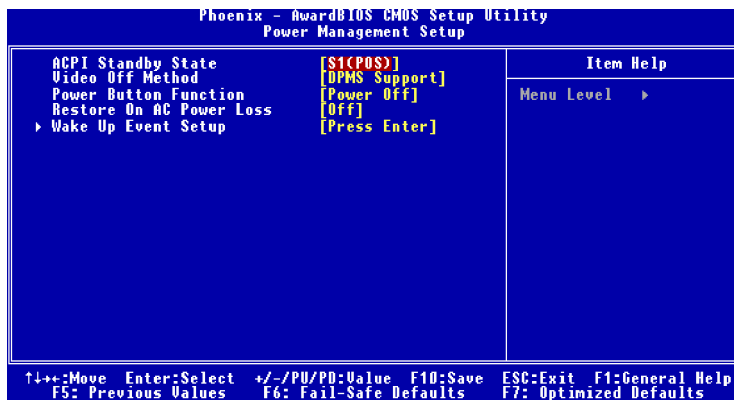 Phoenix - AwardBIOS CMOS Setup Utility
Power Management Setup
ACPI Standby State [S1(POS)]
Video Off Method [DPMS Support]
Power Button Function [Power Off]
Restore On AC Power Loss [Off]
▸ Wake Up Event Setup [Press Enter]
Item Help
Menu Level ▸
↑↓→←:Move Enter:Select +/-/PU/PD:Value F10:Save ESC:Exit F1:General Help
F5: Previous Values F6: Fail-Safe Defaults F7: Optimized Defaults